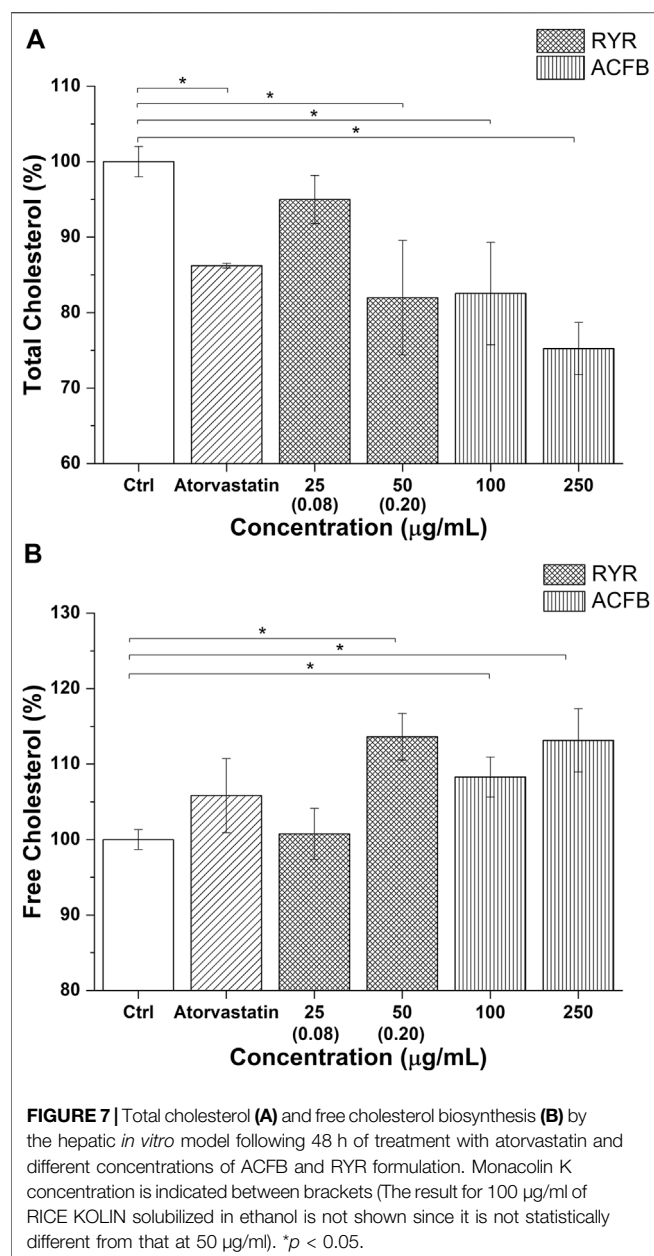 A
RYR
ACFB
Total Cholesterol (%)
110
100
90
80
70
60
*
*
*
*
Ctrl Atorvastatin 25 50 100 250
(0.08) (0.20)
Concentration (µg/mL)
B
RYR
ACFB
Free Cholesterol (%)
130
120
110
100
90
80
*
*
*
Ctrl Atorvastatin 25 50 100 250
(0.08) (0.20)
Concentration (µg/mL)
FIGURE 7 | Total cholesterol (A) and free cholesterol biosynthesis (B) by
the hepatic in vitro model following 48 h of treatment with atorvastatin and
different concentrations of ACFB and RYR formulation. Monacolin K
concentration is indicated between brackets (The result for 100 µg/ml of
RICE KOLIN solubilized in ethanol is not shown since it is not statistically
different from that at 50 µg/ml). *p < 0.05.